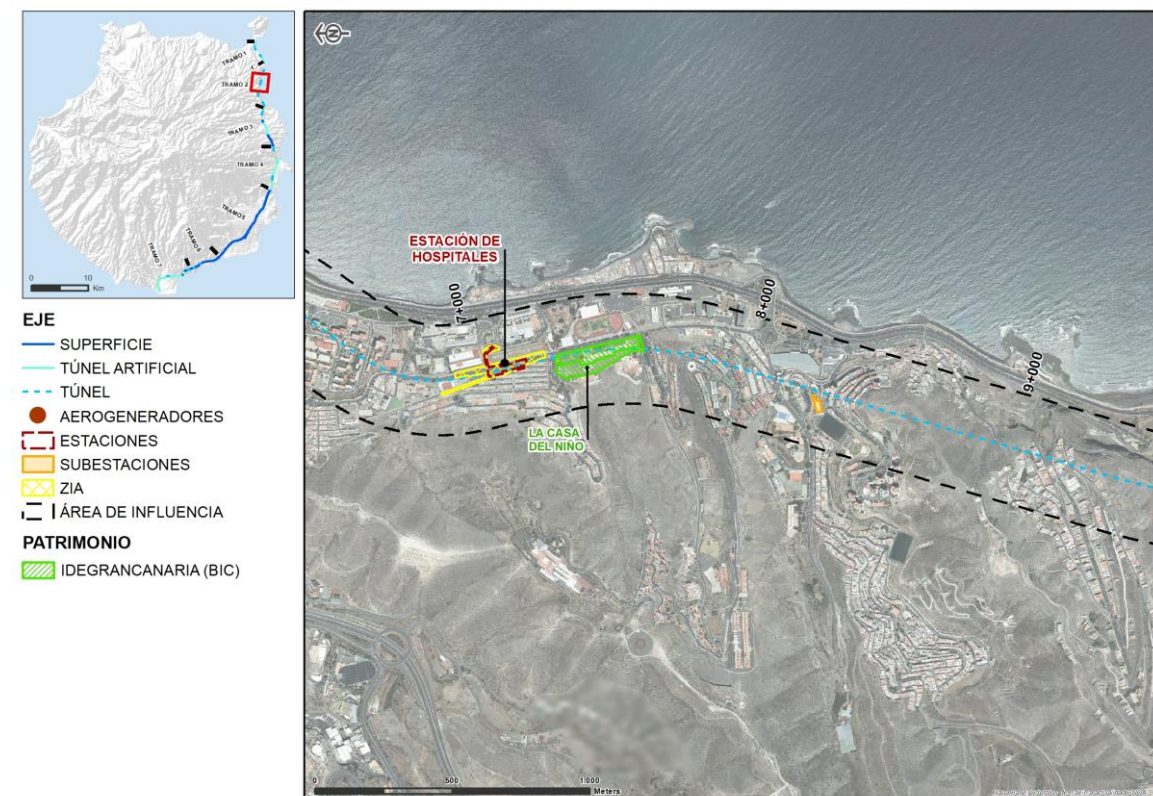 TRAMO 1
TRAMO 2
TRAMO 3
TRAMO 4
TRAMO 5
TRAMO 6
TRAMO 7
0 10
Km
EJE
SUPERFICIE
TÚNEL ARTIFICIAL
TÚNEL
AEROGENERADORES
ESTACIONES
SUBESTACIONES
ZIA
ÁREA DE INFLUENCIA
PATRIMONIO
IDEGRANCANARIA (BIC)
N
ESTACIÓN DE
HOSPITALES
7+000
8+000
9+000
LA CASA
DEL NIÑO
0 500 1.000
Meters